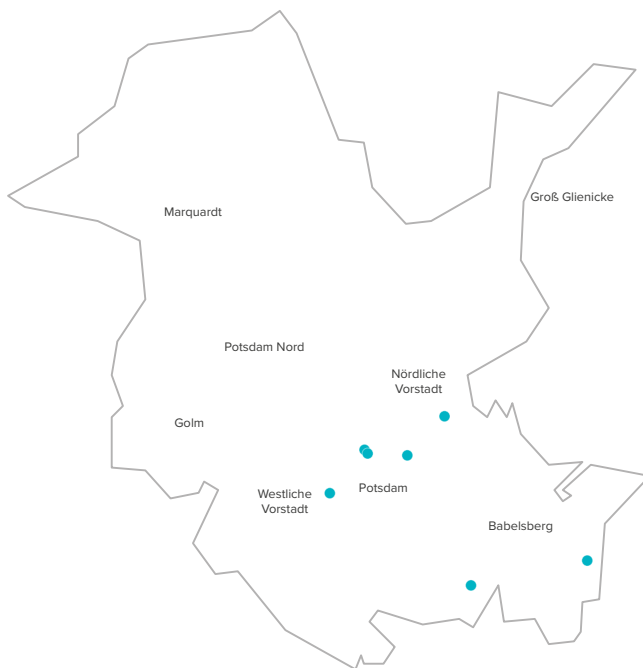 Groß Glienicke
Marquardt
Potsdam Nord
Nördliche
Vorstadt
Golm
Potsdam
Westliche
Vorstadt
Babelsberg